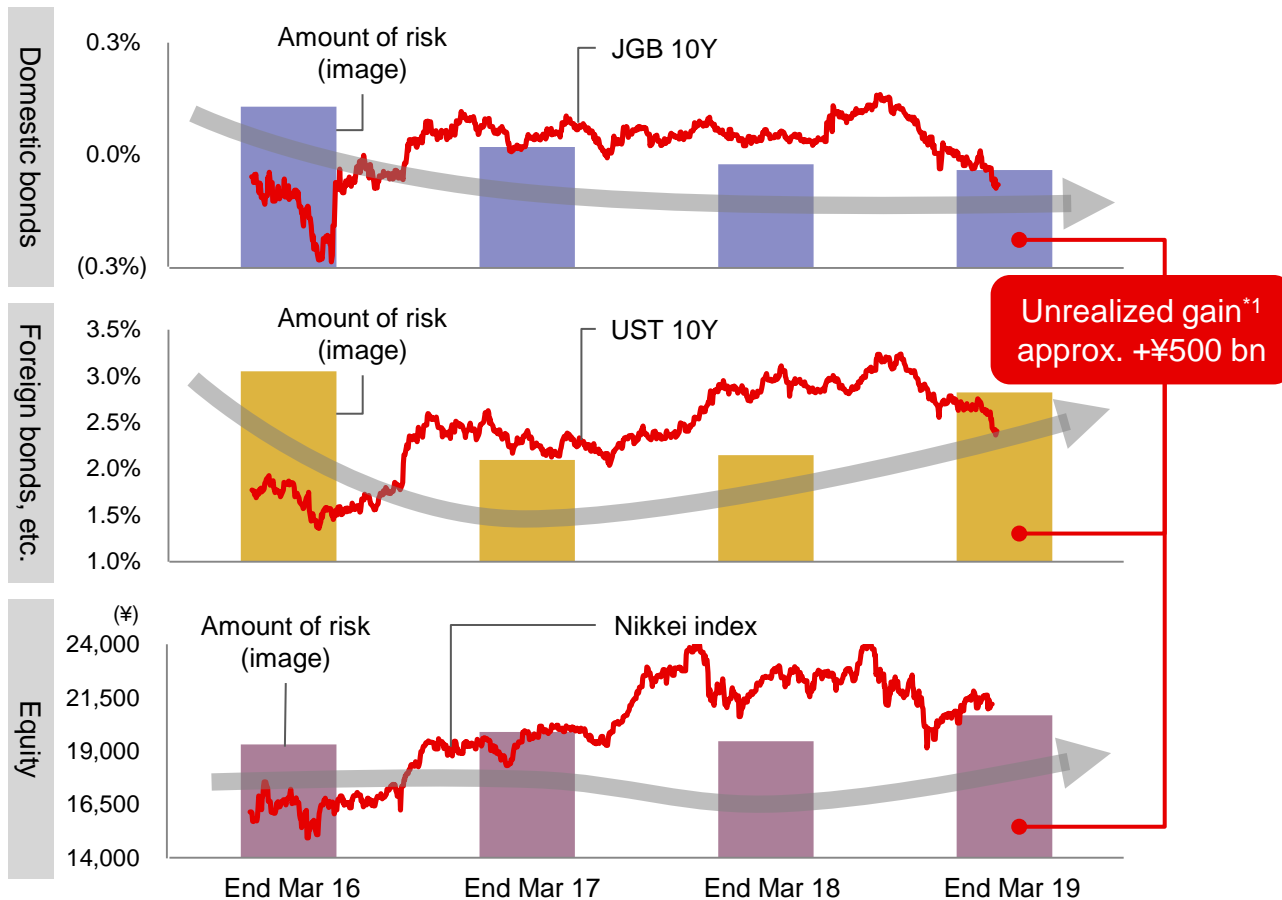 Domestic bonds
0.3%
0.0%
(0.3%)
Amount of risk
(image)
JGB 10Y
Foreign bonds, etc.
3.5%
3.0%
2.5%
2.0%
1.5%
1.0%
Amount of risk
(image)
UST 10Y
Unrealized gain*1
approx. +¥500 bn
Equity
(¥)
24,000
21,500
19,000
16,500
14,000
Amount of risk
(image)
Nikkei index
End Mar 16
End Mar 17
End Mar 18
End Mar 19